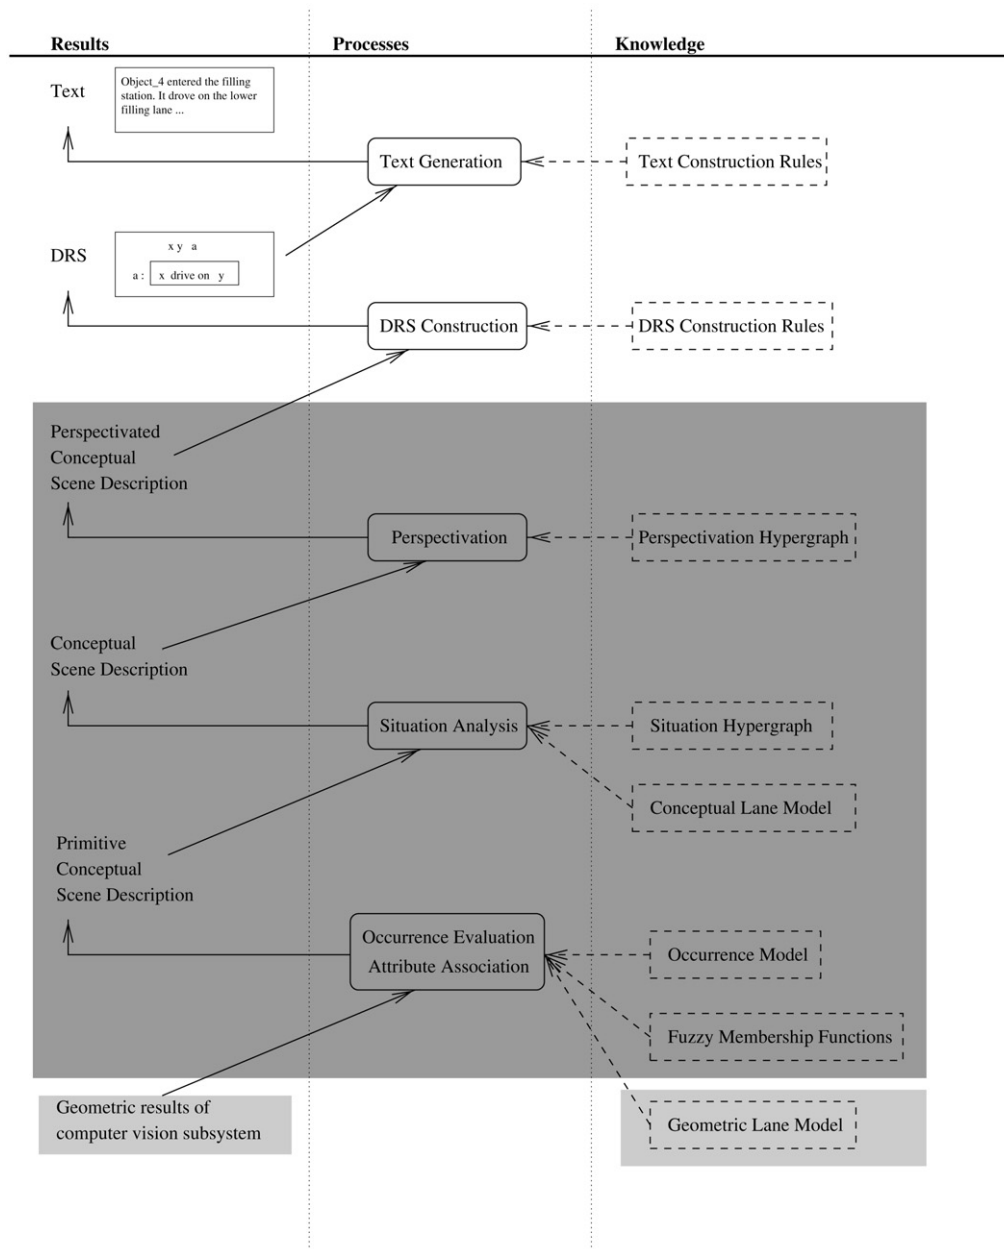 Results Processes Knowledge
Text
Object_4 entered the filling
station. It drove on the lower
filling lane ...
Text Generation
Text Construction Rules
DRS
x y a
a : x drive on y
DRS Construction
DRS Construction Rules
Perspectivated
Conceptual
Scene Description
Perspectivation
Perspectivation Hypergraph
Conceptual
Scene Description
Situation Analysis
Situation Hypergraph
Conceptual Lane Model
Primitive
Conceptual
Scene Description
Occurrence Evaluation
Attribute Association
Occurrence Model
Fuzzy Membership Functions
Geometric results of
computer vision subsystem
Geometric Lane Model